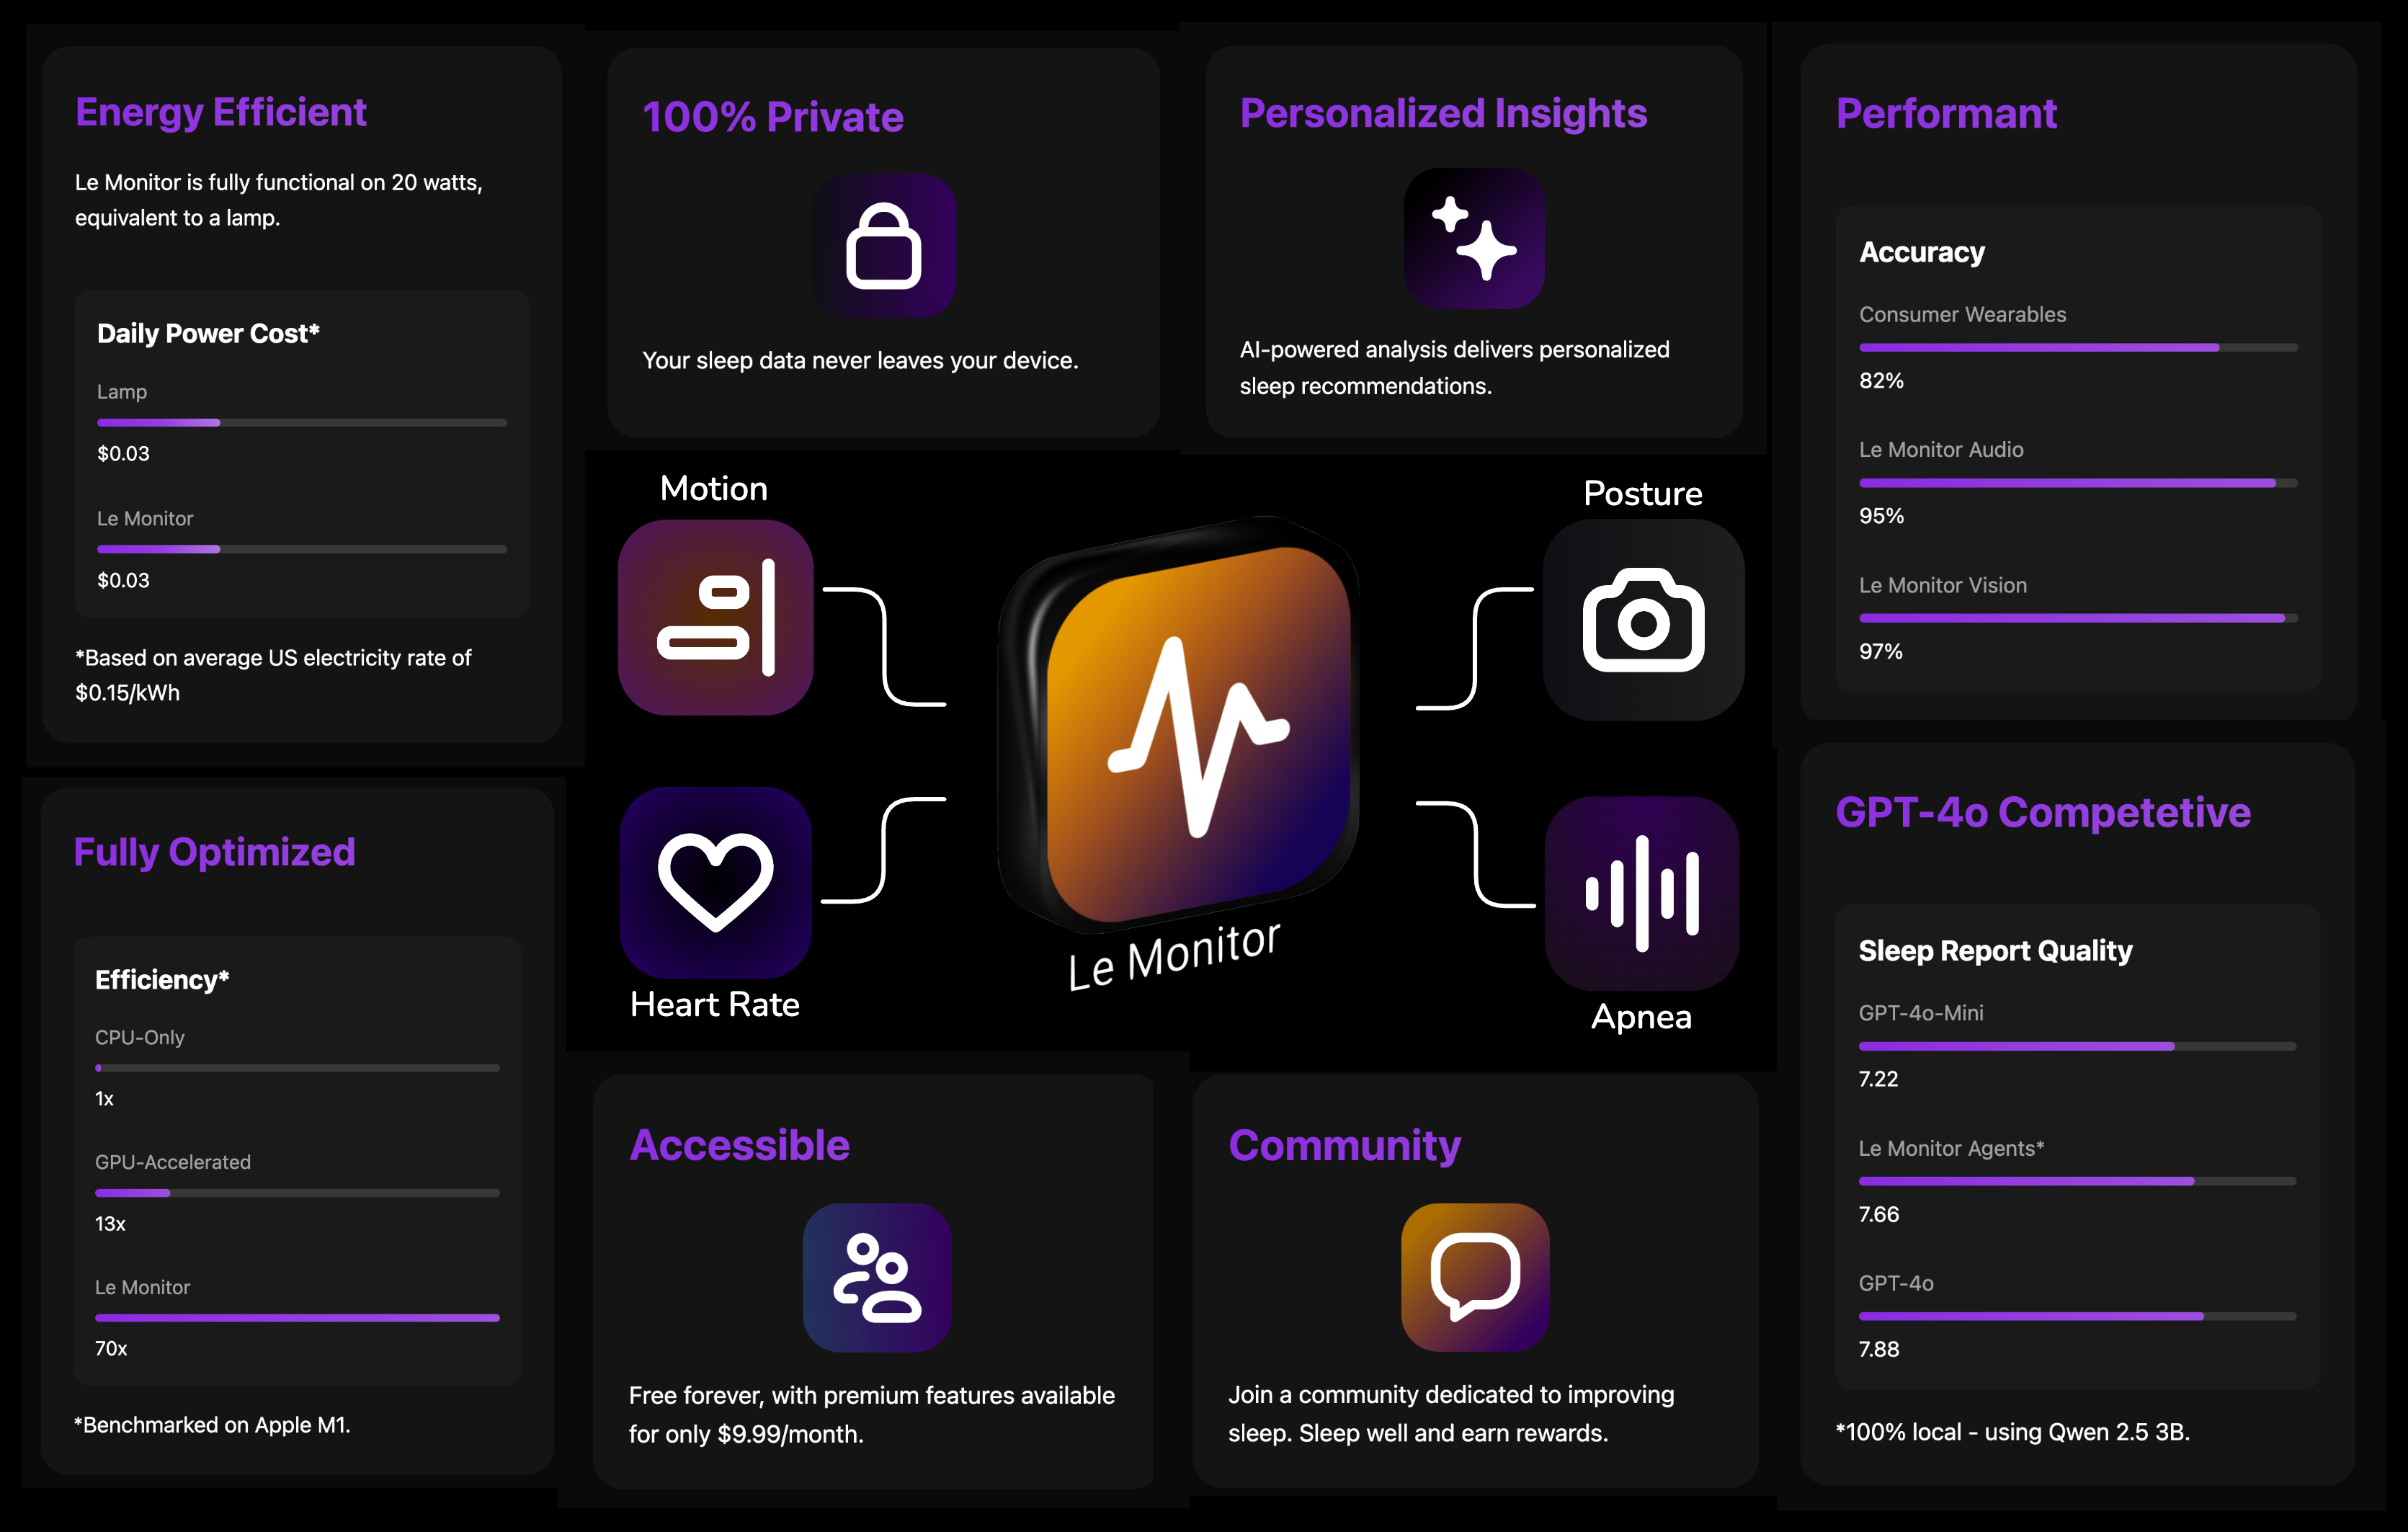 Energy Efficient
Le Monitor is fully functional on 20 watts,
equivalent to a lamp.
Daily Power Cost*
Lamp
$0.03
Le Monitor
$0.03
*Based on average US electricity rate of
$0.15/kWh
100% Private
Your sleep data never leaves your device.
Personalized Insights
AI-powered analysis delivers personalized
sleep recommendations.
Performant
Accuracy
Consumer Wearables
82%
Le Monitor Audio
95%
Le Monitor Vision
97%
Motion
Posture
Le Monitor
Heart Rate
Apnea
Fully Optimized
Efficiency*
CPU-Only
1x
GPU-Accelerated
13x
Le Monitor
70x
*Benchmarked on Apple M1.
Accessible
Free forever, with premium features available
for only $9.99/month.
Community
Join a community dedicated to improving
sleep. Sleep well and earn rewards.
GPT-4o Competetive
Sleep Report Quality
GPT-4o-Mini
7.22
Le Monitor Agents*
7.66
GPT-4o
7.88
*100% local - using Qwen 2.5 3B.